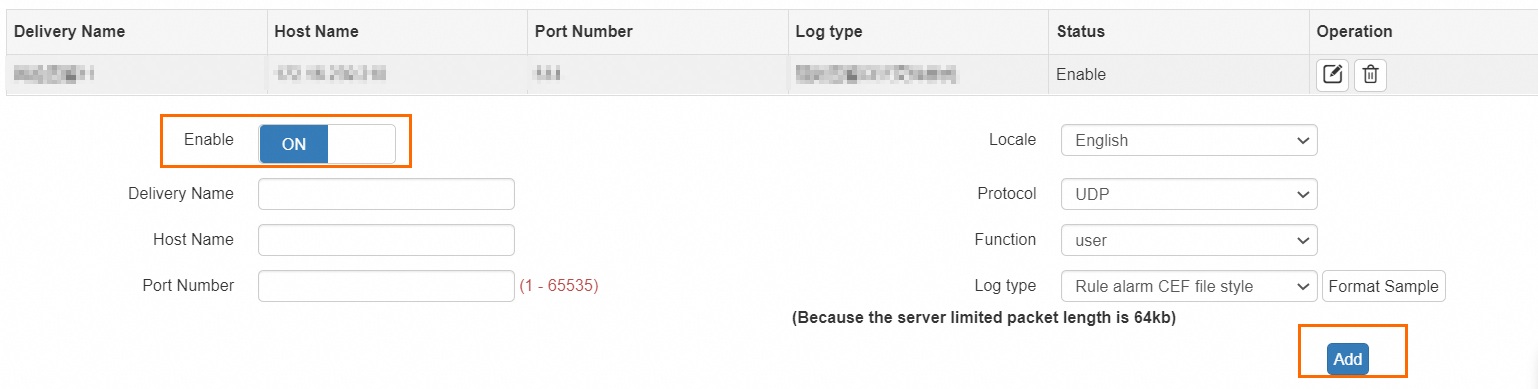 Delivery Name Host Name Port Number Log type Status Operation
Enable
Enable ON Locale English
Delivery Name Protocol UDP
Host Name Function user
Port Number (1 - 65535) Log type Rule alarm CEF file style Format Sample
(Because the server limited packet length is 64kb)
Add